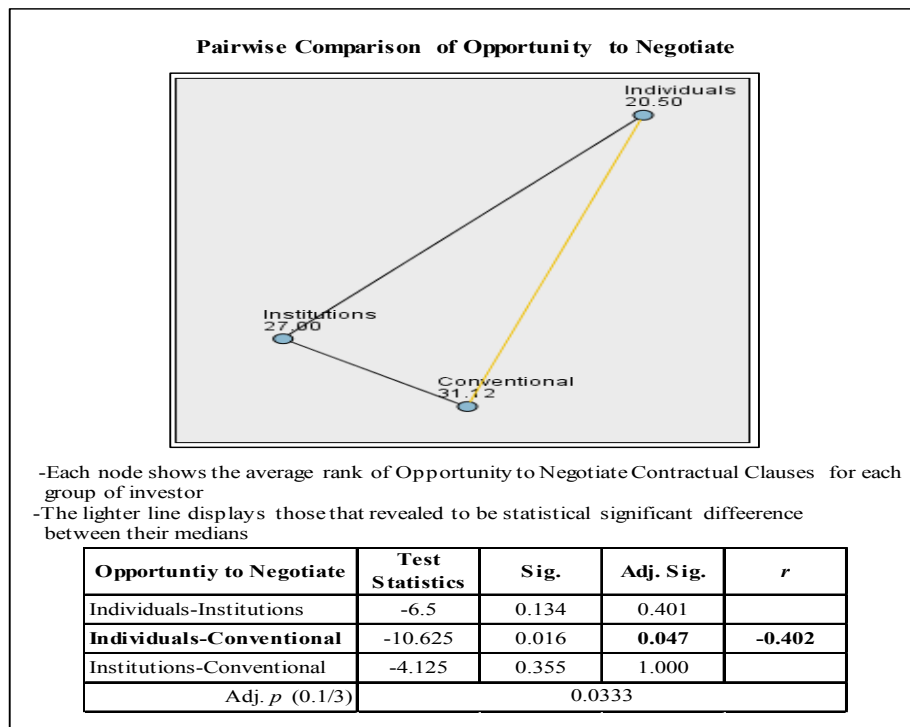 Pairwise Comparison of Opportunity to Negotiate
Individuals
20.50
Institutions
27.00
Conventional
31.12
-Each node shows the average rank of Opportunity to Negotiate Contractual Clauses for each
group of investor
-The lighter line displays those that revealed to be statistical significant diffeerence
between their medians
Opportuntiy to Negotiate Test Statistics Sig. Adj. Sig. r
Individuals-Institutions -6.5 0.134 0.401
Individuals-Conventional -10.625 0.016 0.047 -0.402
Institutions-Conventional -4.125 0.355 1.000
Adj. p (0.1/3) 0.0333